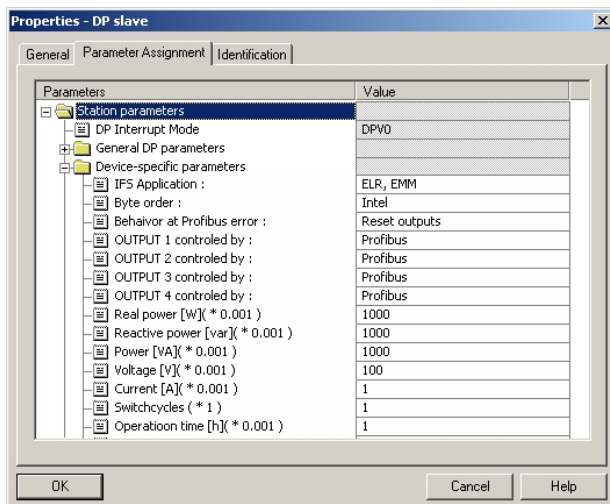 Properties - DP slave
General Parameter Assignment Identification
Parameters Value
Station parameters
DP Interrupt Mode DPV0
General DP parameters
Device-specific parameters
IFS Application : ELR, EMM
Byte order : Intel
Behaivor at Profibus error : Reset outputs
OUTPUT 1 controled by : Profibus
OUTPUT 2 controled by : Profibus
OUTPUT 3 controled by : Profibus
OUTPUT 4 controled by : Profibus
Real power [W]( * 0.001 ) 1000
Reactive power [var]( * 0.001 ) 1000
Power [VA]( * 0.001 ) 1000
Voltage [V]( * 0.001 ) 100
Current [A]( * 0.001 ) 1
Switchcycles ( * 1 ) 1
Operatioon time [h]( * 0.001 ) 1
OK Cancel Help